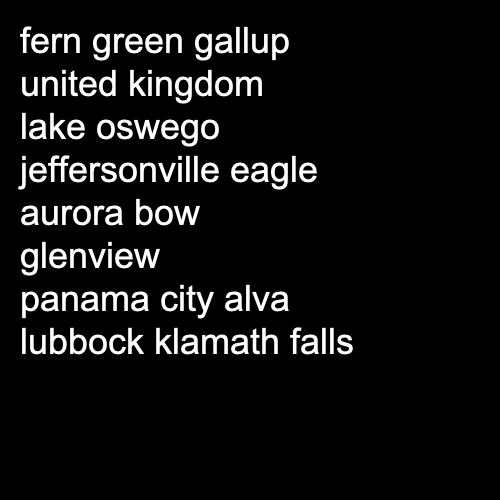 fern green gallup
united kingdom
lake oswego
jeffersonville eagle
aurora bow
glenview
panama city alva
lubbock klamath falls